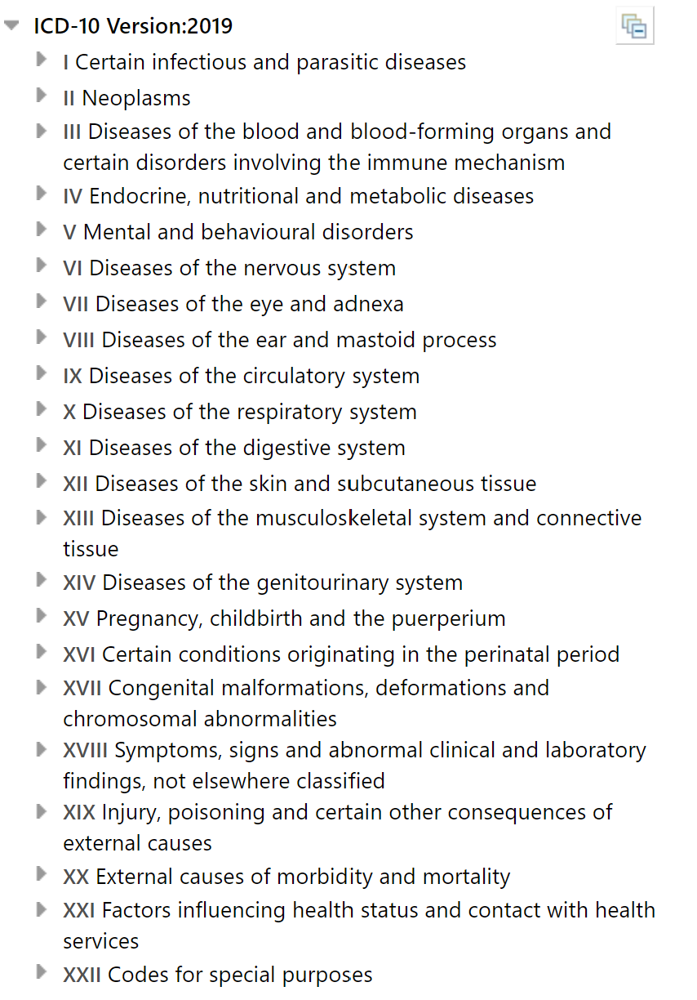 ICD-10 Version:2019
I Certain infectious and parasitic diseases
II Neoplasms
III Diseases of the blood and blood-forming organs and
certain disorders involving the immune mechanism
IV Endocrine, nutritional and metabolic diseases
V Mental and behavioural disorders
VI Diseases of the nervous system
VII Diseases of the eye and adnexa
VIII Diseases of the ear and mastoid process
IX Diseases of the circulatory system
X Diseases of the respiratory system
XI Diseases of the digestive system
XII Diseases of the skin and subcutaneous tissue
XIII Diseases of the musculoskeletal system and connective
tissue
XIV Diseases of the genitourinary system
XV Pregnancy, childbirth and the puerperium
XVI Certain conditions originating in the perinatal period
XVII Congenital malformations, deformations and
chromosomal abnormalities
XVIII Symptoms, signs and abnormal clinical and laboratory
findings, not elsewhere classified
XIX Injury, poisoning and certain other consequences of
external causes
XX External causes of morbidity and mortality
XXI Factors influencing health status and contact with health
services
XXII Codes for special purposes